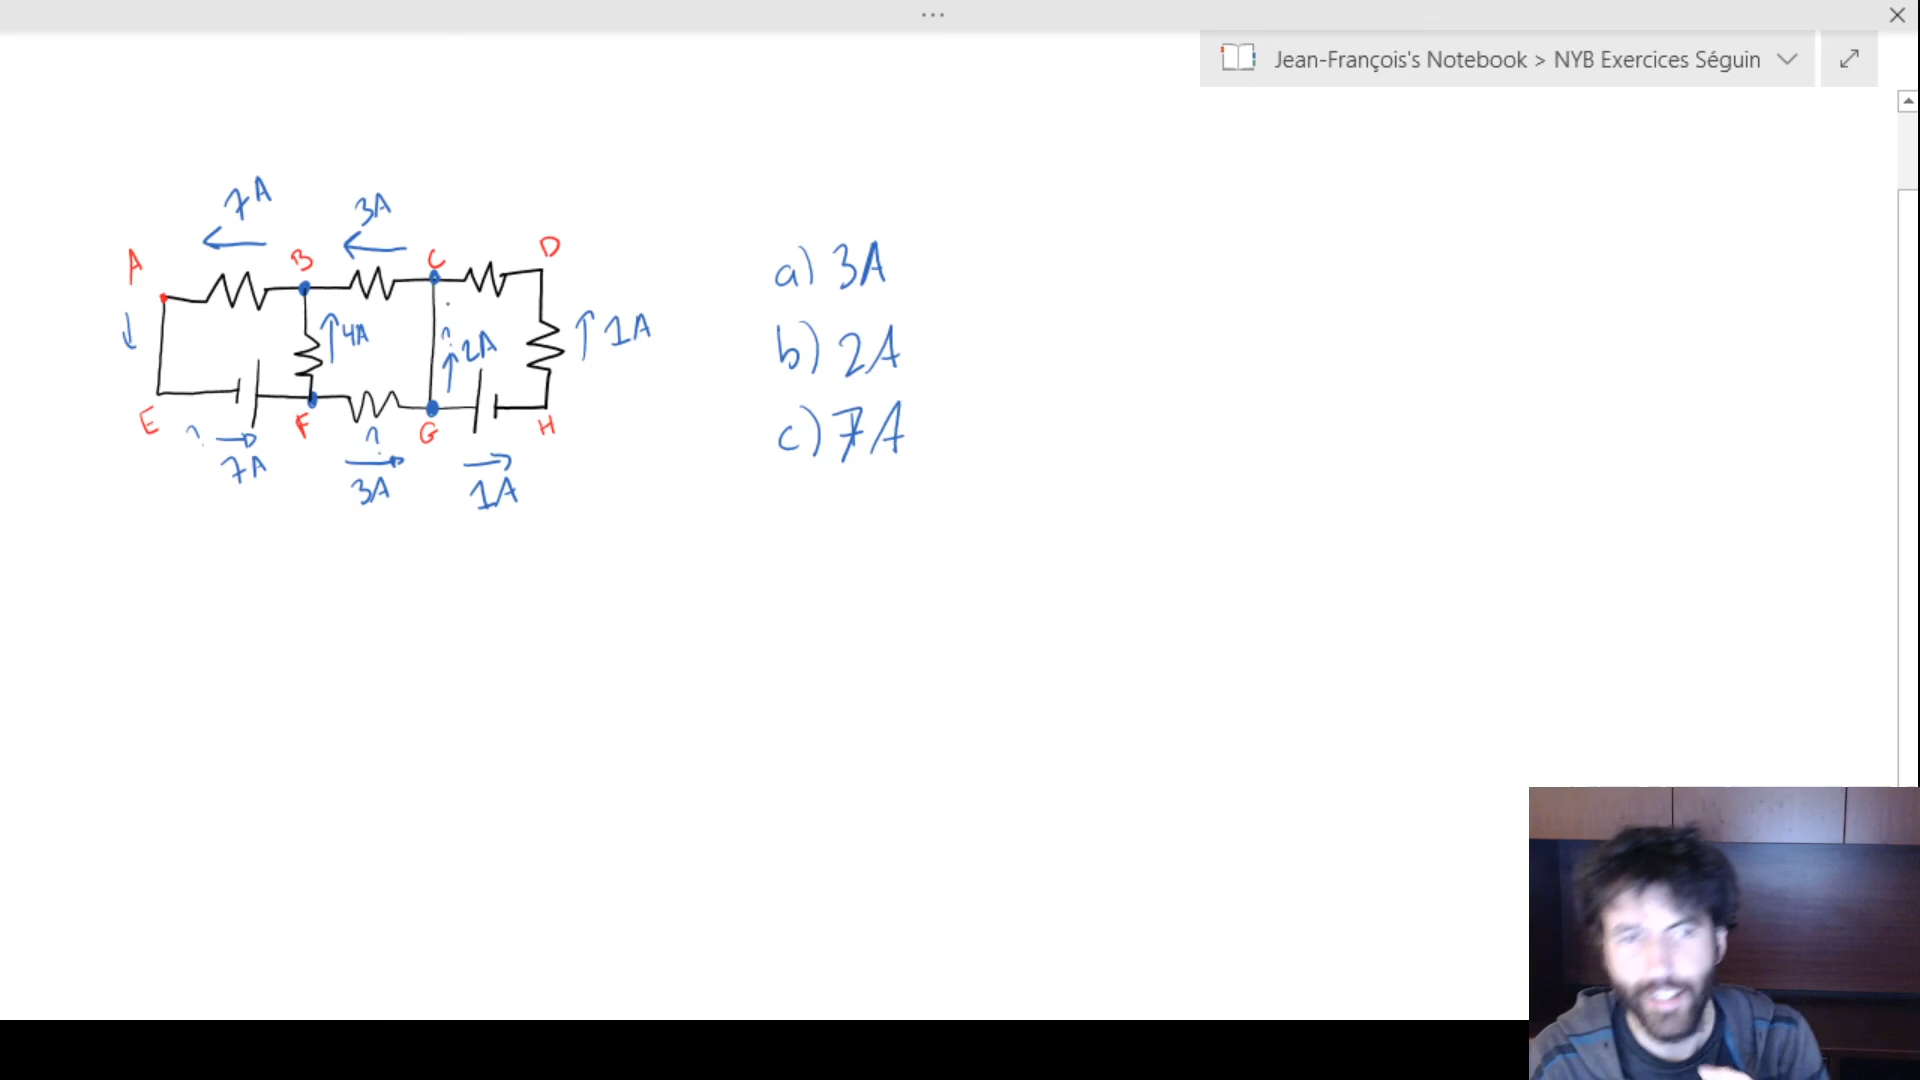 Jean-François's Notebook > NYB Exercices Séguin
7A
3A
A
B
C
D
4A
? 2A
1A
E
F
G
H
?
7A
?
3A
1A
a) 3A
b) 2A
c) 7A